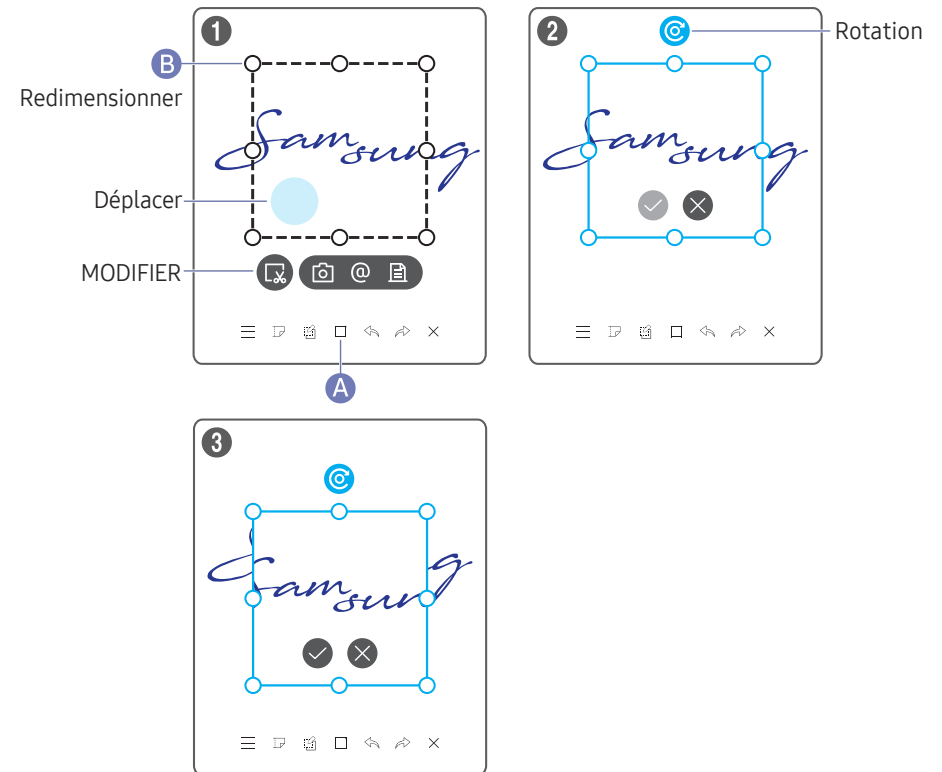 1
B
Redimensionner
Samsung
Déplacer
MODIFIER
@
A
2
Rotation
Samsung
3
Samsung